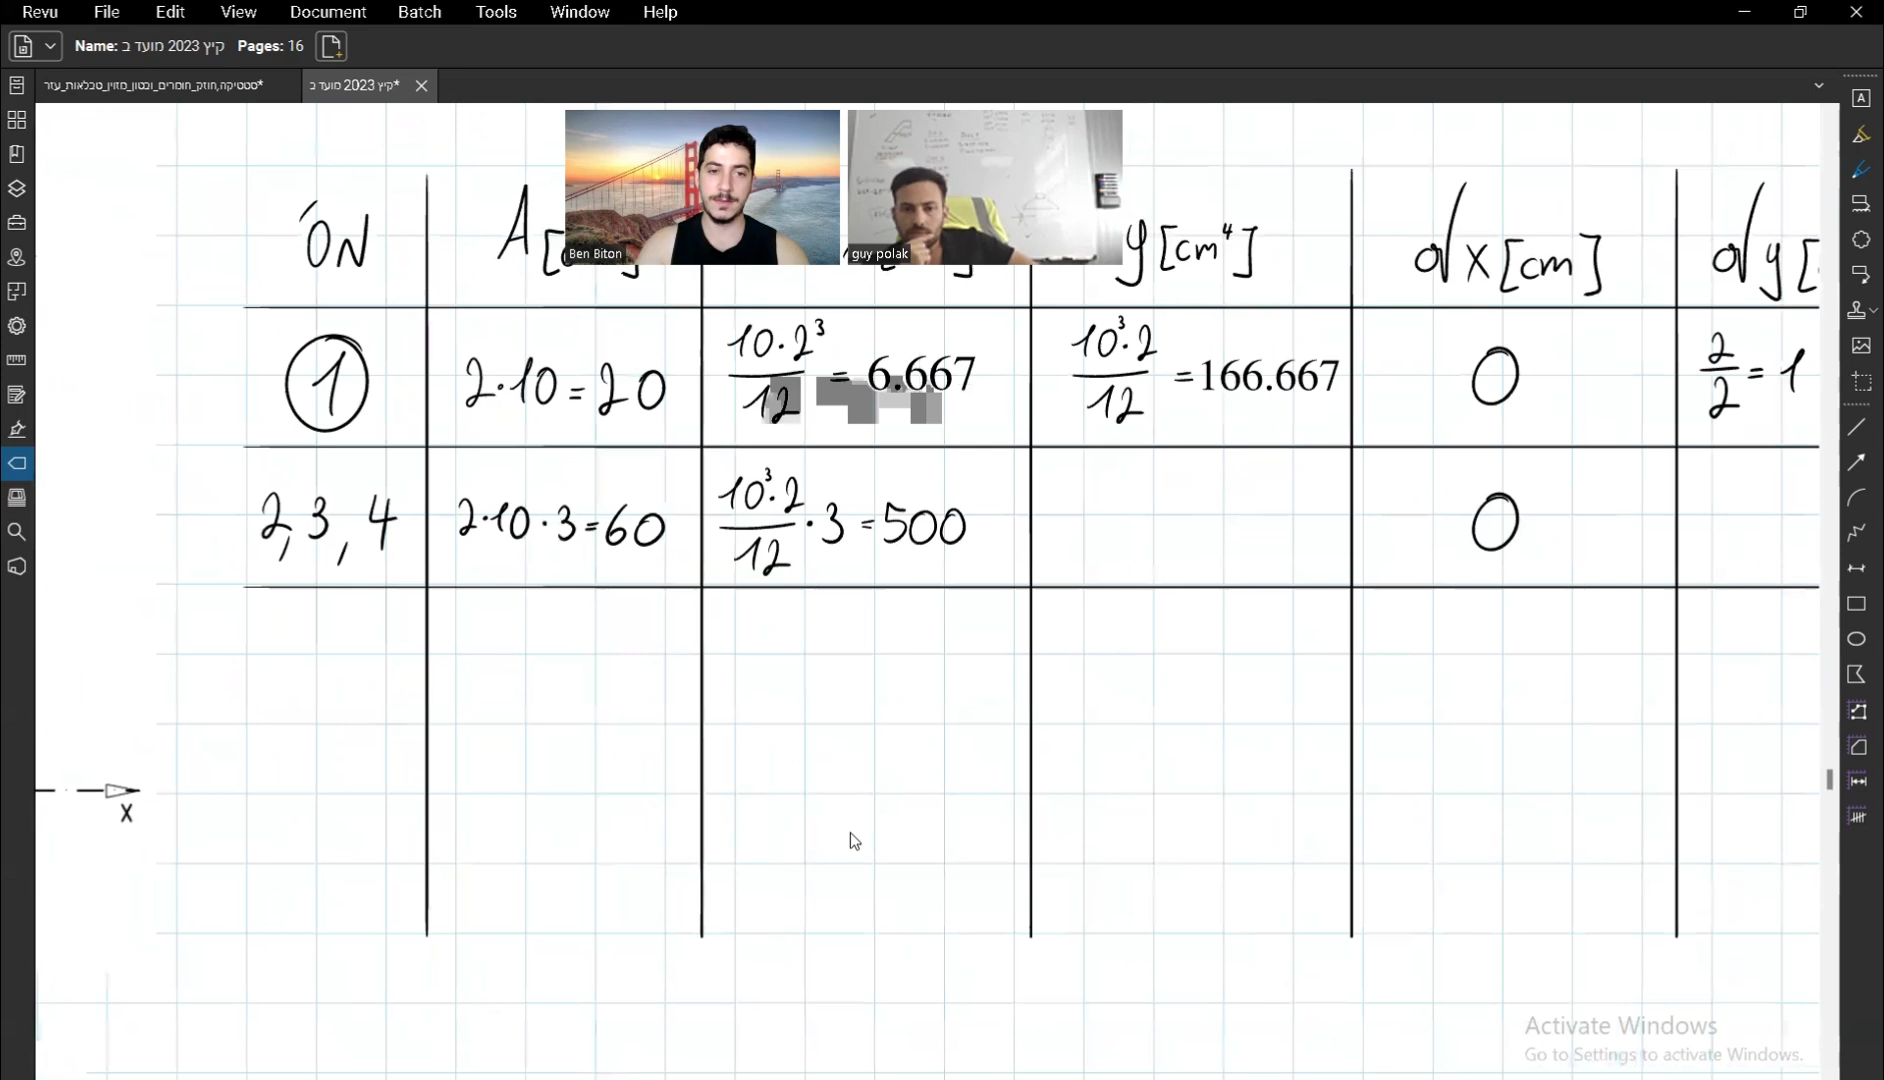 Revu File Edit View Document Batch Tools Window Help
Name: קיץ 2023 מועד ב Pages: 16
סטטיקה,חוזק_חומרים_ובטון_מזוין_טבלאות_עזר*
קיץ 2023 מועד ב*
Ben Biton
guy polak
מס' A[ y[cm⁴] dx[cm] dy[
1 2·10=20 10·2³/12 = 6.667 10³·2/12 =166.667 0 2/2=1
2,3,4 2·10·3=60 10³·2/12·3=500 0
X
Activate Windows
Go to Settings to activate Windows.